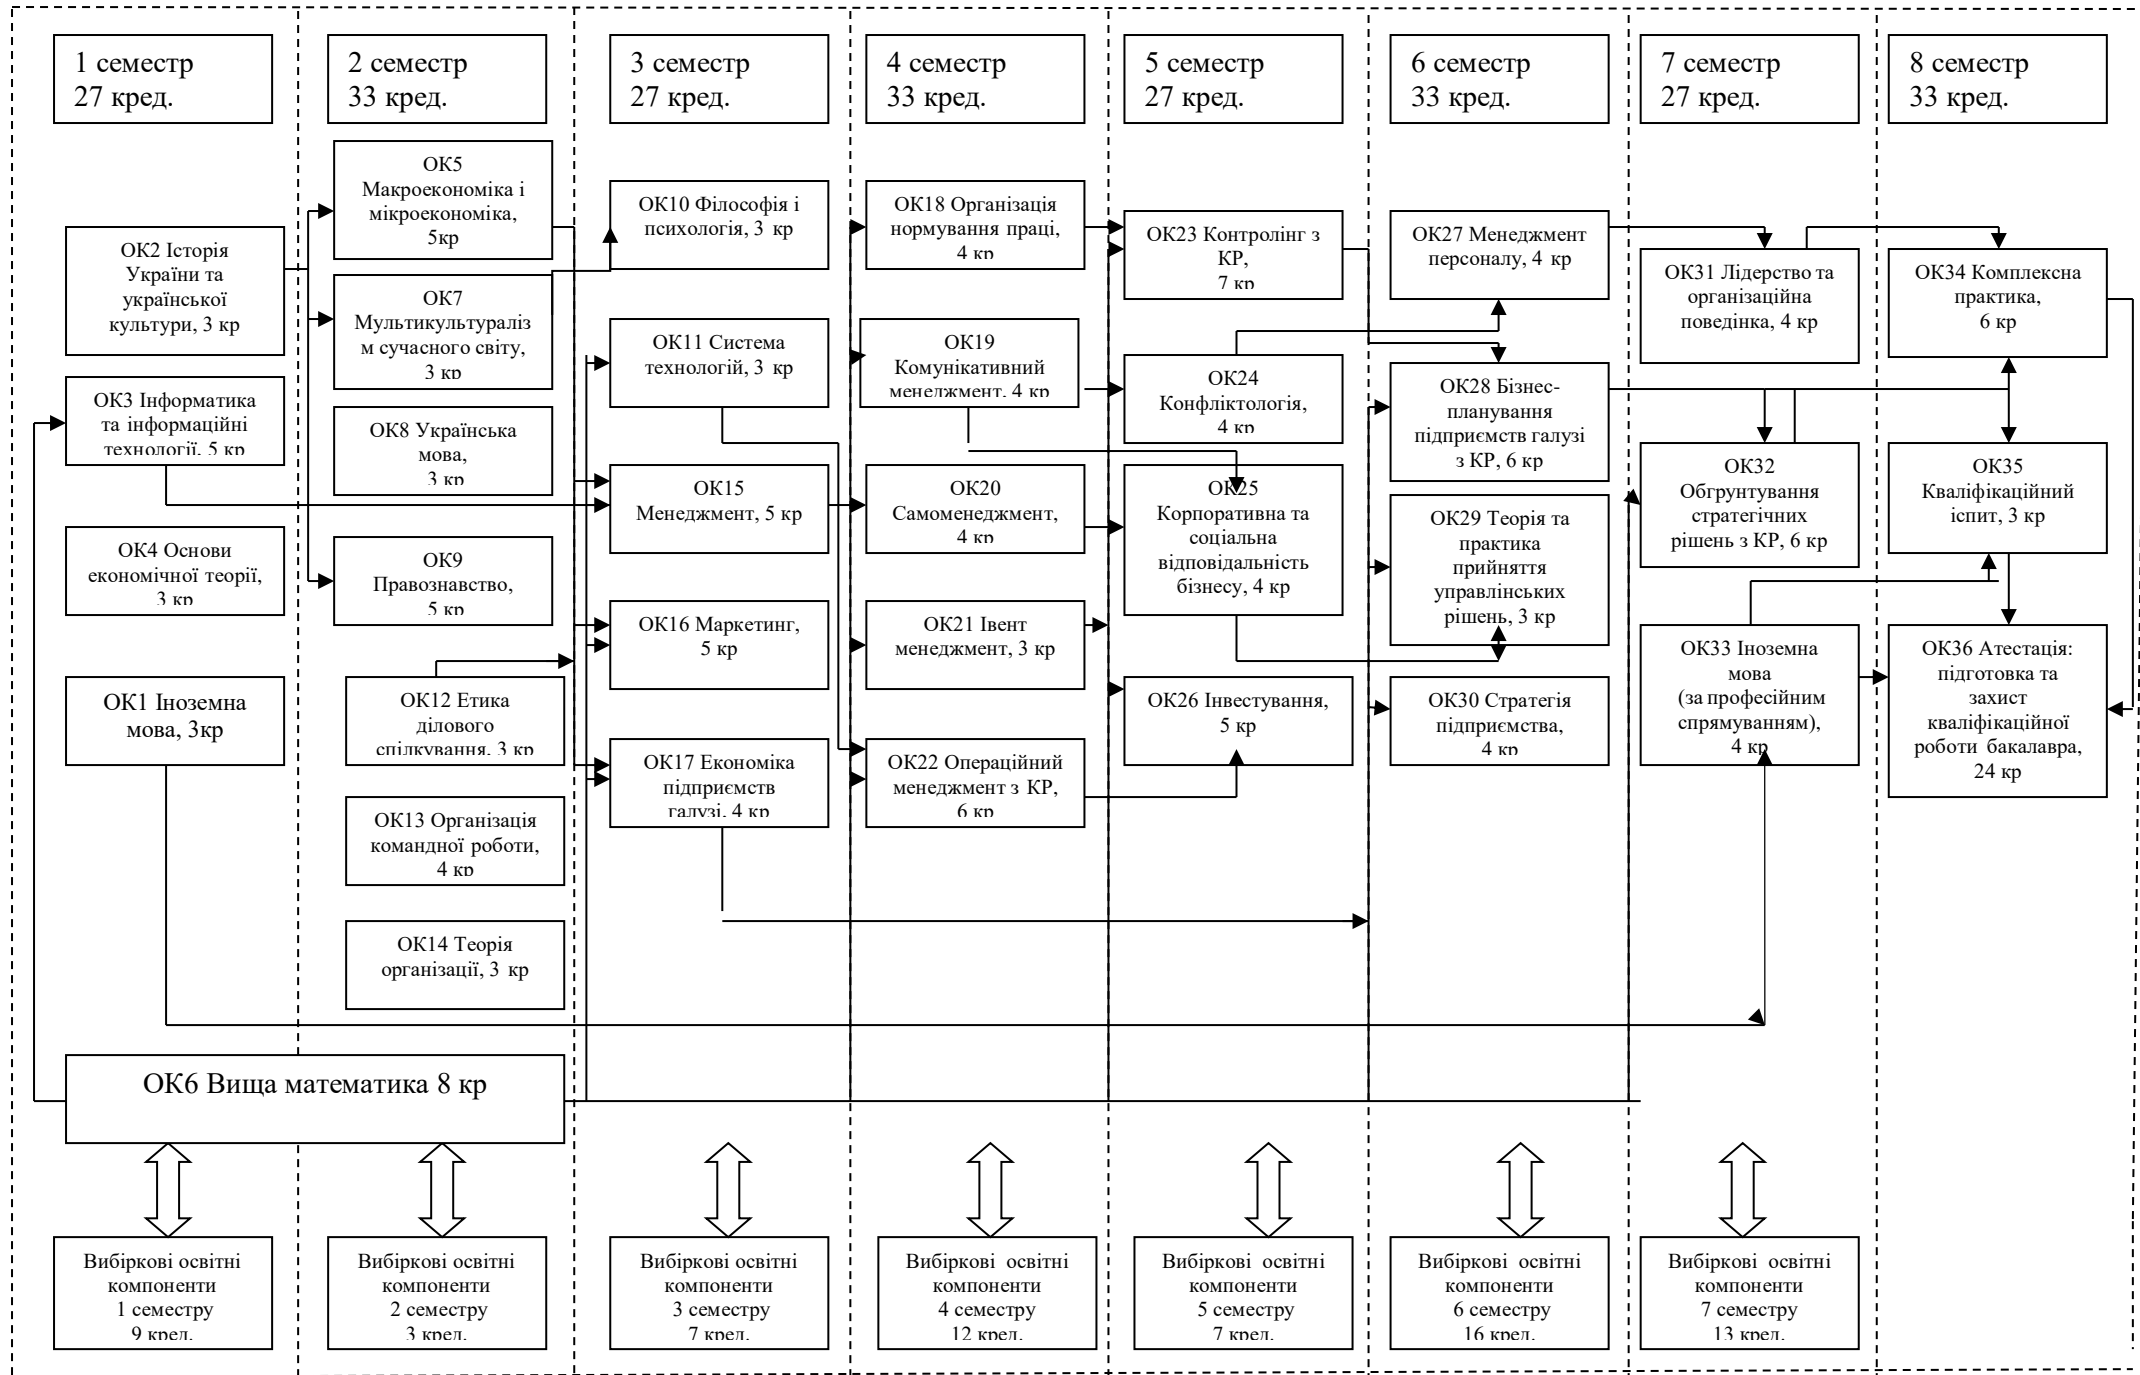 1 семестр
27 кред.
2 семестр
33 кред.
3 семестр
27 кред.
4 семестр
33 кред.
5 семестр
27 кред.
6 семестр
33 кред.
7 семестр
27 кред.
8 семестр
33 кред.
ОК2 Історія
України та
української
культури, 3 кр
ОК3 Інформатика
та інформаційні
технології, 5 кр
ОК4 Основи
економічної теорії,
3 кр
ОК1 Іноземна
мова, 3кр
ОК5
Макроекономіка і
мікроекономіка,
5кр
ОК7
Мультикультураліз
м сучасного світу,
3 кр
ОК8 Українська
мова,
3 кр
ОК9
Правознавство,
5 кр
ОК12 Етика
ділового
спілкування, 3 кр
ОК13 Організація
командної роботи,
4 кр
ОК14 Теорія
організації, 3 кр
ОК6 Вища математика 8 кр
ОК10 Філософія і
психологія, 3 кр
ОК11 Система
технологій, 3 кр
ОК15
Менеджмент, 5 кр
ОК16 Маркетинг,
5 кр
ОК17 Економіка
підприємств
галузі, 4 кр
ОК18 Організація
нормування праці,
4 кр
ОК19
Комунікативний
менеджмент, 4 кр
ОК20
Самоменеджмент,
4 кр
ОК21 Івент
менеджмент, 3 кр
ОК22 Операційний
менеджмент з КР,
6 кр
ОК23 Контролінг з
КР,
7 кр
ОК24
Конфліктологія,
4 кр
ОК25
Корпоративна та
соціальна
відповідальність
бізнесу, 4 кр
ОК26 Інвестування,
5 кр
ОК27 Менеджмент
персоналу, 4 кр
ОК28 Бізнес-
планування
підприємств галузі
з КР, 6 кр
ОК29 Теорія та
практика
прийняття
управлінських
рішень, 3 кр
ОК30 Стратегія
підприємства,
4 кр
ОК31 Лідерство та
організаційна
поведінка, 4 кр
ОК32
Обгрунтування
стратегічних
рішень з КР, 6 кр
ОК33 Іноземна
мова
(за професійним
спрямуванням),
4 кр
ОК34 Комплексна
практика,
6 кр
ОК35
Кваліфікаційний
іспит, 3 кр
ОК36 Атестація:
підготовка та
захист
кваліфікаційної
роботи бакалавра,
24 кр
Вибіркові освітні
компоненти
1 семестру
9 кред.
Вибіркові освітні
компоненти
2 семестру
3 кред.
Вибіркові освітні
компоненти
3 семестру
7 кред.
Вибіркові освітні
компоненти
4 семестру
12 кред.
Вибіркові освітні
компоненти
5 семестру
7 кред.
Вибіркові освітні
компоненти
6 семестру
16 кред.
Вибіркові освітні
компоненти
7 семестру
13 кред.